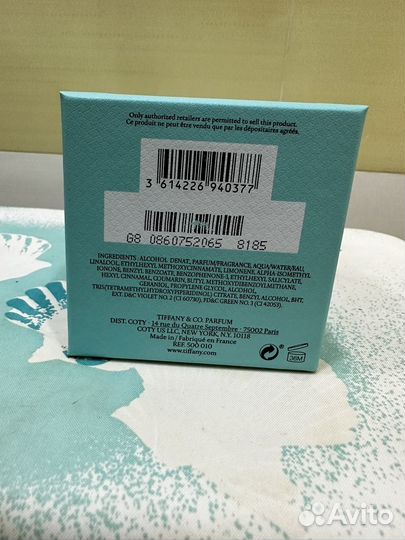 Only authorized retailers are permitted to sell this product.
Ce produit ne peut être vendu que par les dépositaires agréés.
3 614226 940377
G8 0860752065 8185
INGREDIENTS : ALCOHOL DENAT., PARFUM/FRAGRANCE, AQUA/WATER/EAU,
LINALOOL, ETHYLHEXYL METHOXYCINNAMATE, LIMONENE, ALPHA-ISOMETHYL
IONONE, BENZYL BENZOATE, BENZOPHENONE-3, ETHYLHEXYL SALICYLATE,
CINNAMAL, COUMARIN, BUTYL METHOXYDIBENZOYLMETHANE,
GERANIOL, PROPYLENE GLYCOL, ALCOHOL,
TRIS(TETRAMETHYLHYDROXYPIPERIDINOL) CITRATE, BENZYL ALCOHOL, BHT,
EXT. D&C VIOLET NO. 2 (CI 60730), FD&C GREEN NO. 3 (CI 42053).
TIFFANY & CO. PARFUM
DIST. COTY - 14 rue du Quatre Septembre - 75002 Paris
COTY US LLC, NEW YORK, N.Y. 10118
Made in / Fabriqué en France
REF. 500 010
www.tiffany.com
36M
Avito